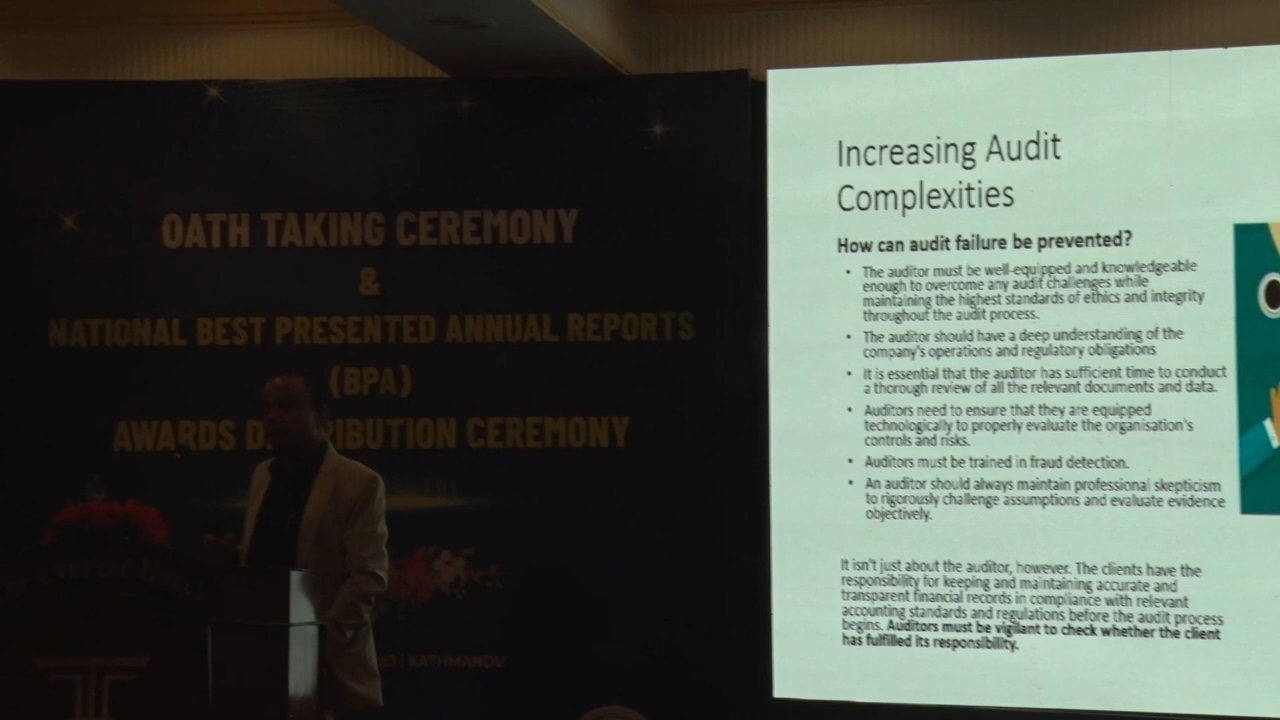 OATH TAKING CEREMONY
&
NATIONAL BEST PRESENTED ANNUAL REPORTS
(BPA)
AWARDS D RIBUTION CEREMONY
| KATHMANDU
Increasing Audit
Complexities
How can audit failure be prevented?
• The auditor must be well-equipped and knowledgeable
enough to overcome any audit challenges while
maintaining the highest standards of ethics and integrity
throughout the audit process.
• The auditor should have a deep understanding of the
company's operations and regulatory obligations
• It is essential that the auditor has sufficient time to conduct
a thorough review of all the relevant documents and data.
• Auditors need to ensure that they are equipped
technologically to properly evaluate the organisation's
controls and risks.
• Auditors must be trained in fraud detection.
• An auditor should always maintain professional skepticism
to rigorously challenge assumptions and evaluate evidence
objectively.
It isn't just about the auditor, however. The clients have the
responsibility for keeping and maintaining accurate and
transparent financial records in compliance with relevant
accounting standards and regulations before the audit process
begins. Auditors must be vigilant to check whether the client
has fulfilled its responsibility.